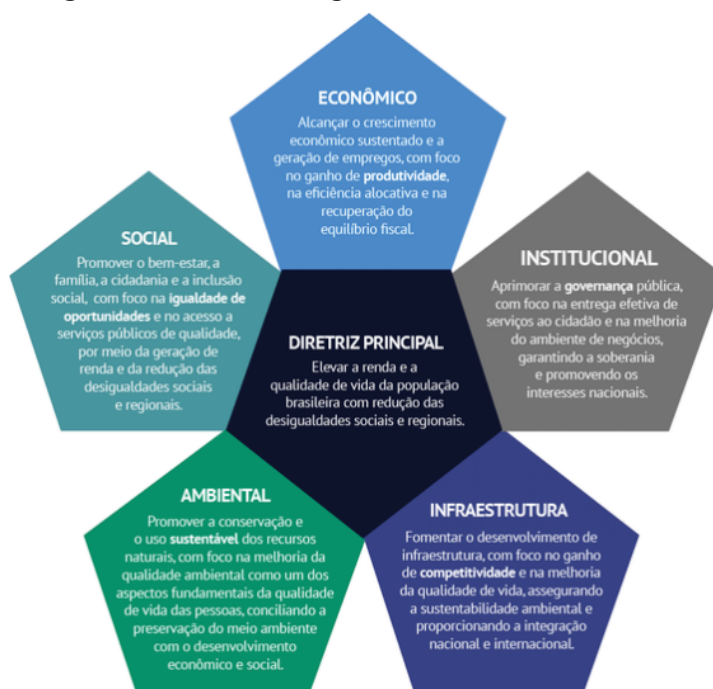 ECONÔMICO
Alcançar o crescimento
econômico sustentado e a
geração de empregos, com foco
no ganho de produtividade,
na eficiência alocativa e na
recuperação do
equilíbrio fiscal.
SOCIAL
Promover o bem-estar, a
família, a cidadania e a inclusão
social, com foco na igualdade de
oportunidades e no acesso a
serviços públicos de qualidade,
por meio da geração de
renda e da redução das
desigualdades sociais
e regionais.
INSTITUCIONAL
Aprimorar a governança pública,
com foco na entrega efetiva de
serviços ao cidadão e na melhoria
do ambiente de negócios,
garantindo a soberania
e promovendo os
interesses nacionais.
DIRETRIZ PRINCIPAL
Elevar a renda e a
qualidade de vida da população
brasileira com redução das
desigualdades sociais e regionais.
AMBIENTAL
Promover a conservação e
o uso sustentável dos recursos
naturais, com foco na melhoria da
qualidade ambiental como um dos
aspectos fundamentais da qualidade
de vida das pessoas, conciliando a
preservação do meio ambiente
com o desenvolvimento
econômico e social.
INFRAESTRUTURA
Fomentar o desenvolvimento de
infraestrutura, com foco no ganho
de competitividade e na melhoria
da qualidade de vida, assegurando
a sustentabilidade ambiental e
proporcionando a integração
nacional e internacional.